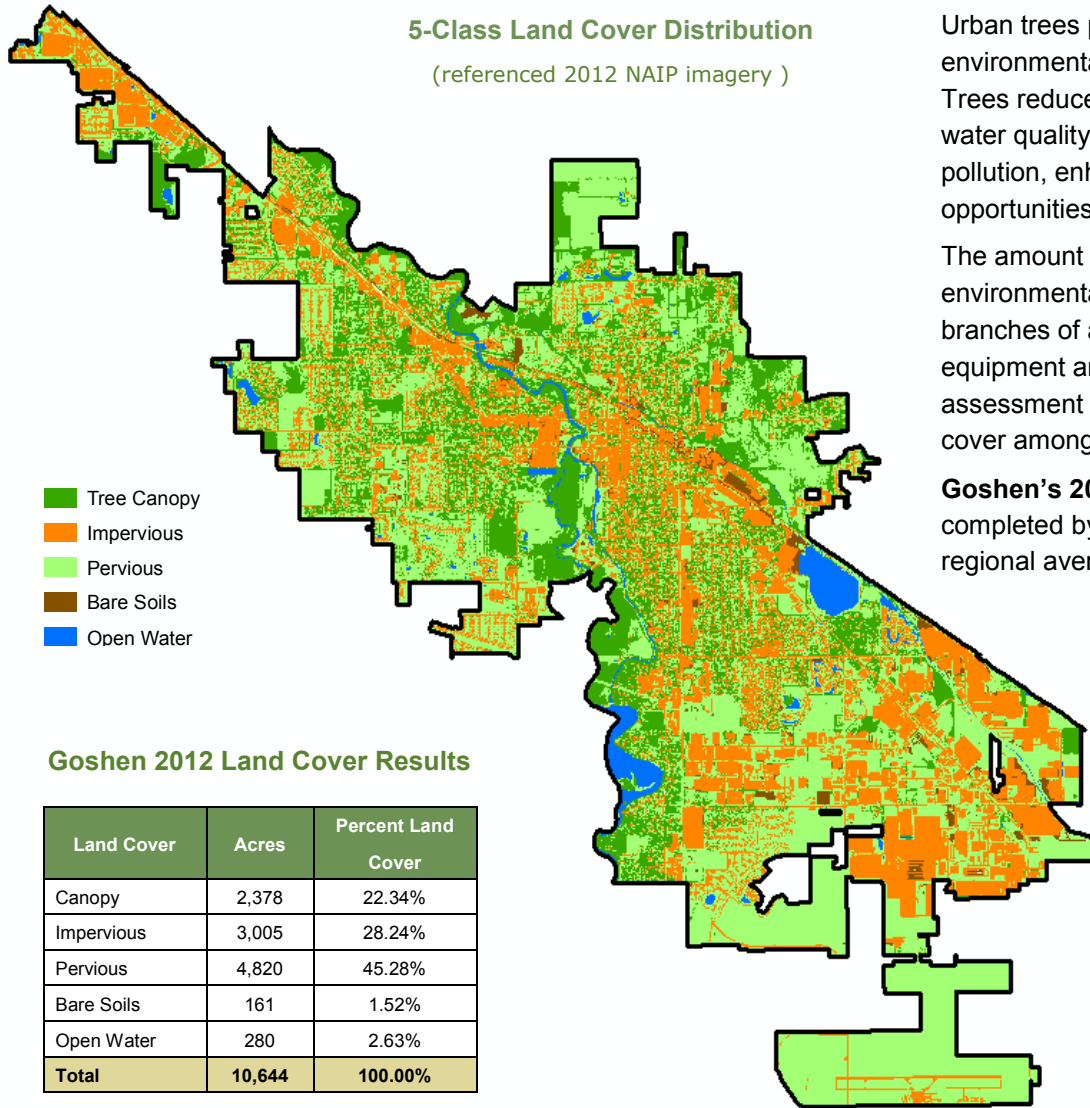 5-Class Land Cover Distribution
(referenced 2012 NAIP imagery )
Urban trees
environmenta
Trees reduce
water quality
pollution, enh
opportunities
The amount
environmenta
branches of a
equipment an
assessment
cover among
Goshen's 20
completed by
regional aver
Tree Canopy
Impervious
Pervious
Bare Soils
Open Water
Goshen 2012 Land Cover Results
Land Cover Acres Percent Land
Cover
Canopy 2,378 22.34%
Impervious 3,005 28.24%
Pervious 4,820 45.28%
Bare Soils 161 1.52%
Open Water 280 2.63%
Total 10,644 100.00%